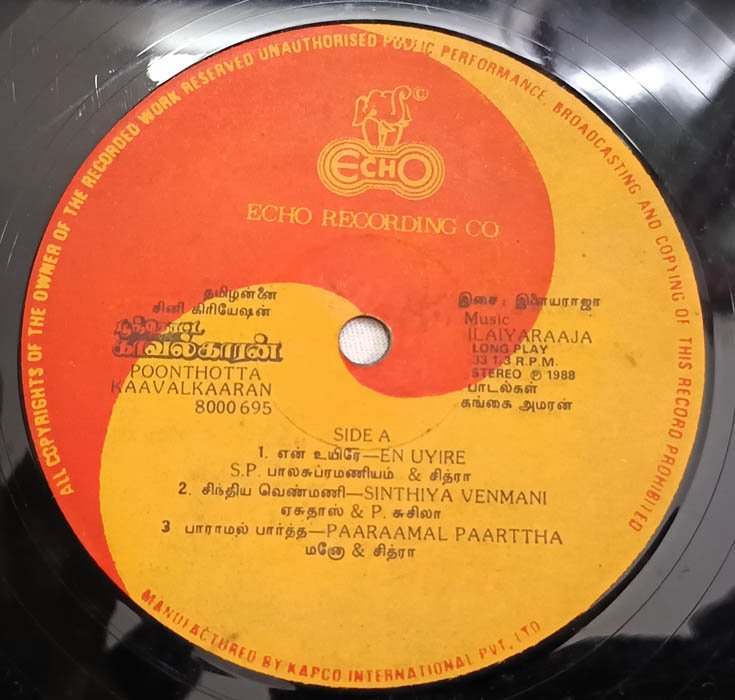 ALL COPYRIGHTS OF THE OWNER OF THE RECORDED WORK RESERVED UNAUTHORISED PUBLIC PERFORMANCE, BROADCASTING AND COPYING OF THIS RECORD PROHIBITED
©
ECHO
ECHO RECORDING CO
தமிழன்னை
சினி கிரியேஷன்
பூந்தோட்ட
காவல்காரன்
POONTHOTTA
KAAVALKAARAN
8000 695
இசை : இளையராஜா
Music
ILAIYARAAJA
LONG PLAY
33 1-3 R.P.M.
STEREO ℗ 1988
பாடல்கள்
கங்கை அமரன்
SIDE A
1. என் உயிரே—EN UYIRE
S.P. பாலசுப்ரமணியம் & சித்ரா
2. சிந்திய வெண்மணி—SINTHIYA VENMANI
ஏசுதாஸ் & P. சுசிலா
3 பாராமல் பார்த்த—PAARAAMAL PAARTTHA
மனோ & சித்ரா
MANUFACTURED BY KAPCO INTERNATIONAL PVT, LTD